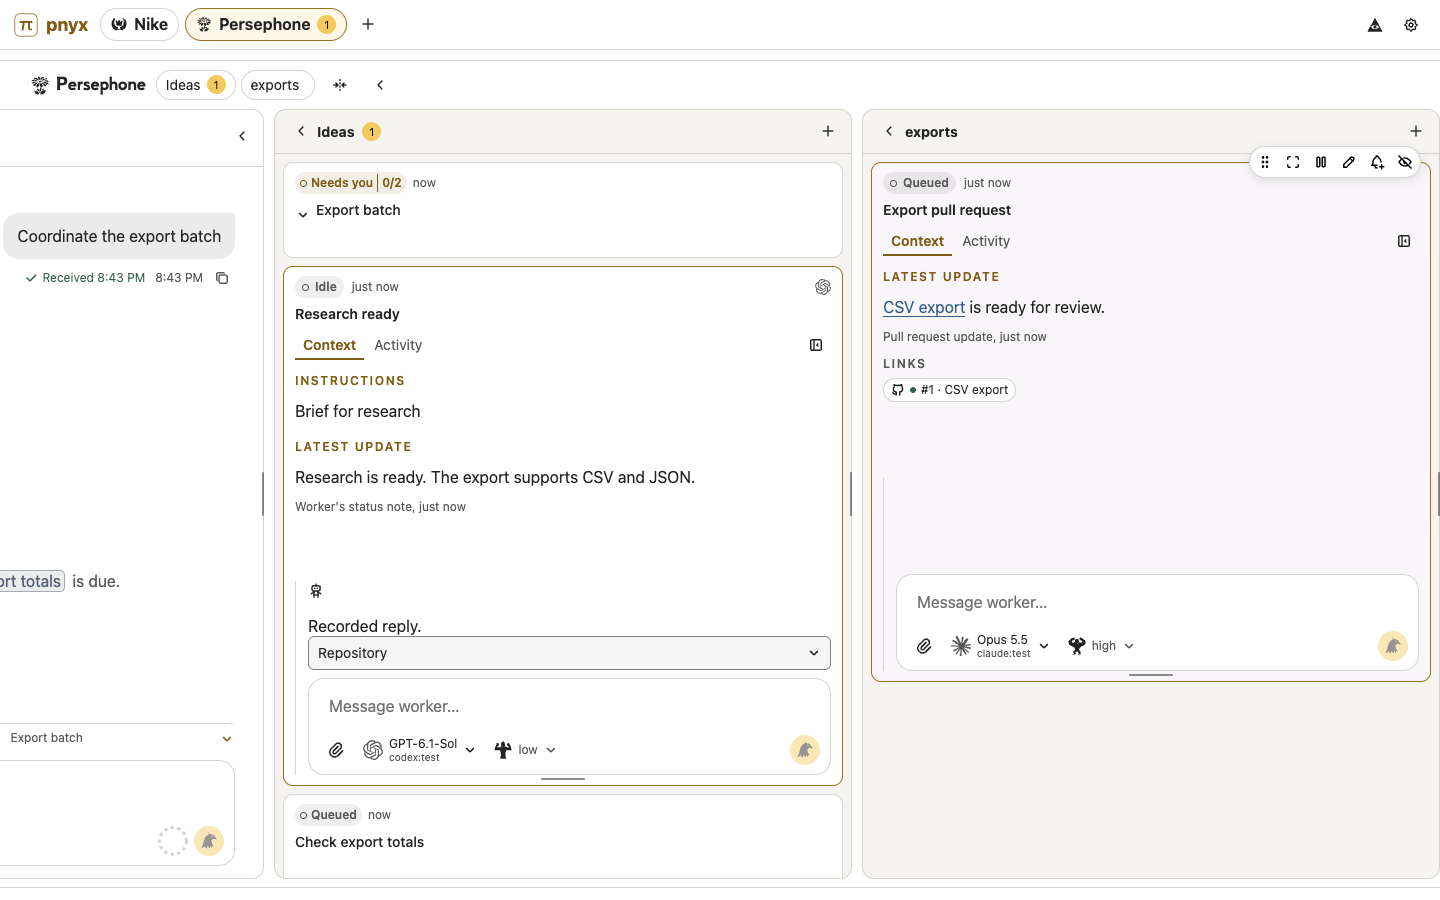 π pnyx Nike Persephone 1
Persephone Ideas 1 exports
Coordinate the export batch
Received 8:43 PM 8:43 PM
ort totals is due.
Export batch
Ideas 1
Needs you 0/2 now
Export batch
Idle just now
Research ready
Context Activity
INSTRUCTIONS
Brief for research
LATEST UPDATE
Research is ready. The export supports CSV and JSON.
Worker's status note, just now
Recorded reply.
Repository
Message worker...
GPT-6.1-Sol
codex:test
low
Queued now
Check export totals
exports
Queued just now
Export pull request
Context Activity
LATEST UPDATE
CSV export is ready for review.
Pull request update, just now
LINKS
#1 · CSV export
Message worker...
Opus 5.5
claude:test
high